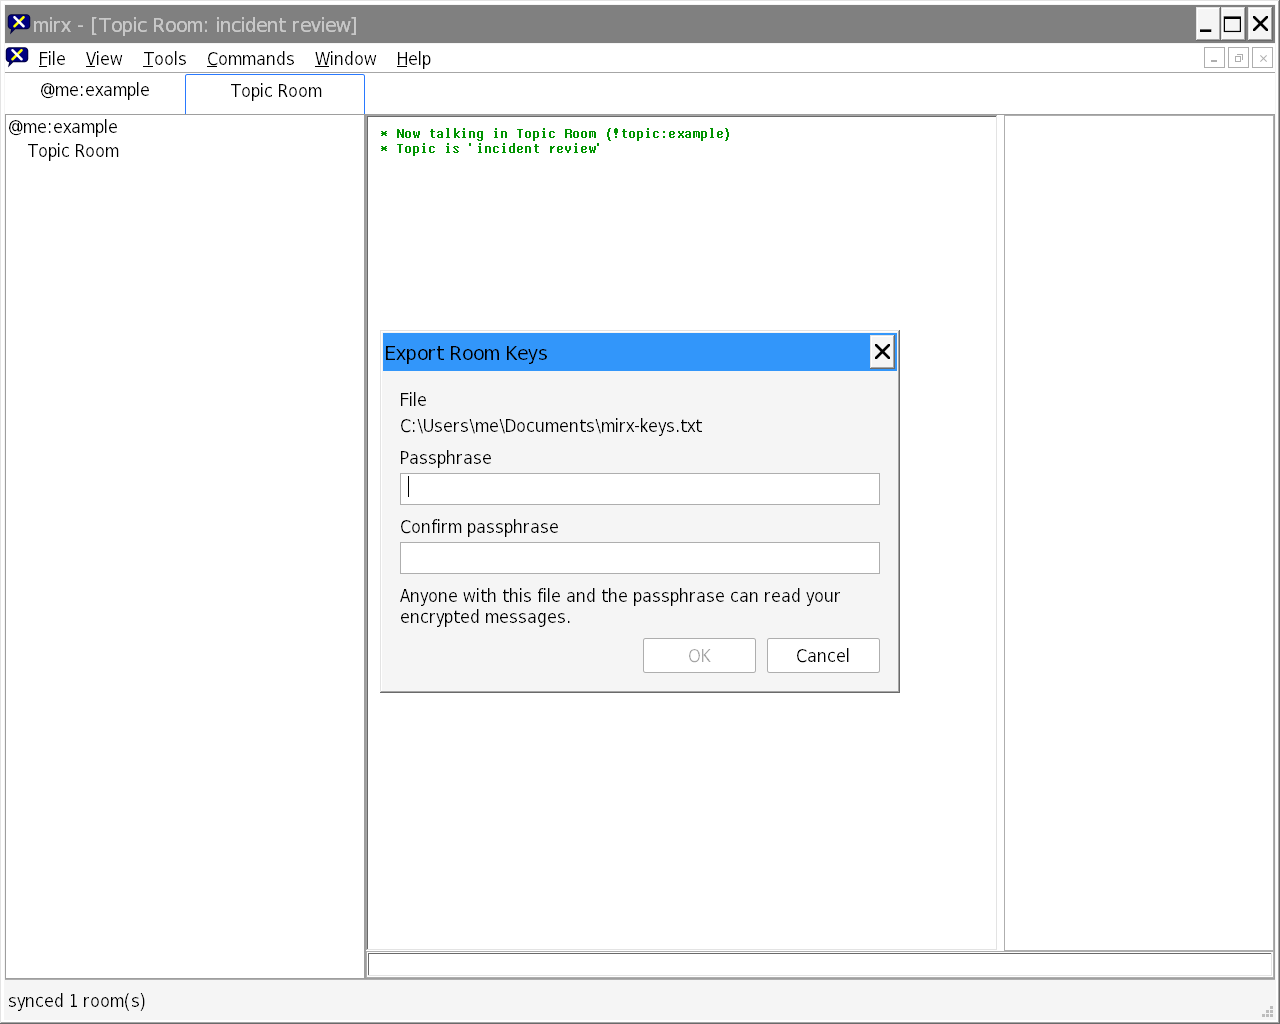 mirx - [Topic Room: incident review]
File View Tools Commands Window Help
@me:example Topic Room
@me:example
Topic Room
* Now talking in Topic Room (!topic:example)
* Topic is 'incident review'
Export Room Keys
File
C:\Users\me\Documents\mirx-keys.txt
Passphrase
Confirm passphrase
Anyone with this file and the passphrase can read your
encrypted messages.
OK Cancel
synced 1 room(s)